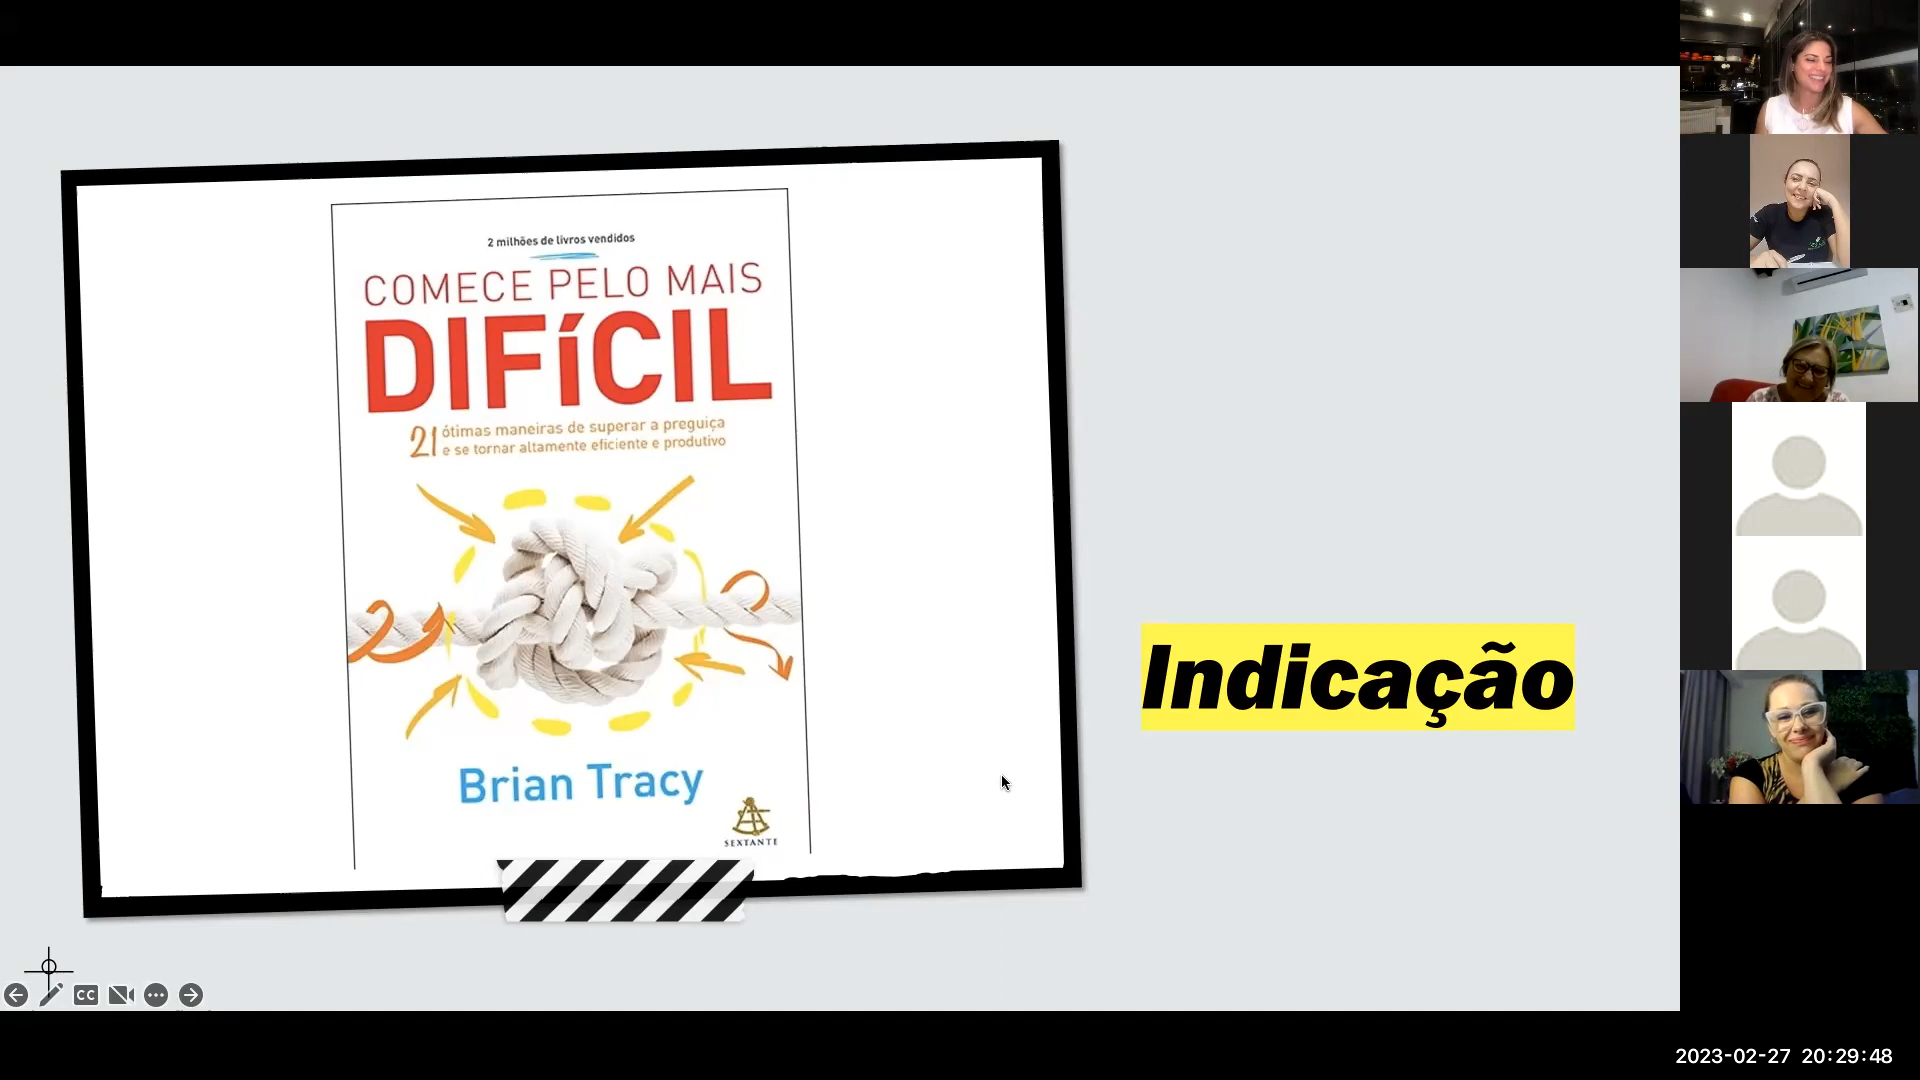 2 milhões de livros vendidos
COMECE PELO MAIS
DIFíCIL
21 ótimas maneiras de superar a preguiça
e se tornar altamente eficiente e produtivo
Brian Tracy
SEXTANTE
Indicação
CC
2023-02-27 20:29:48